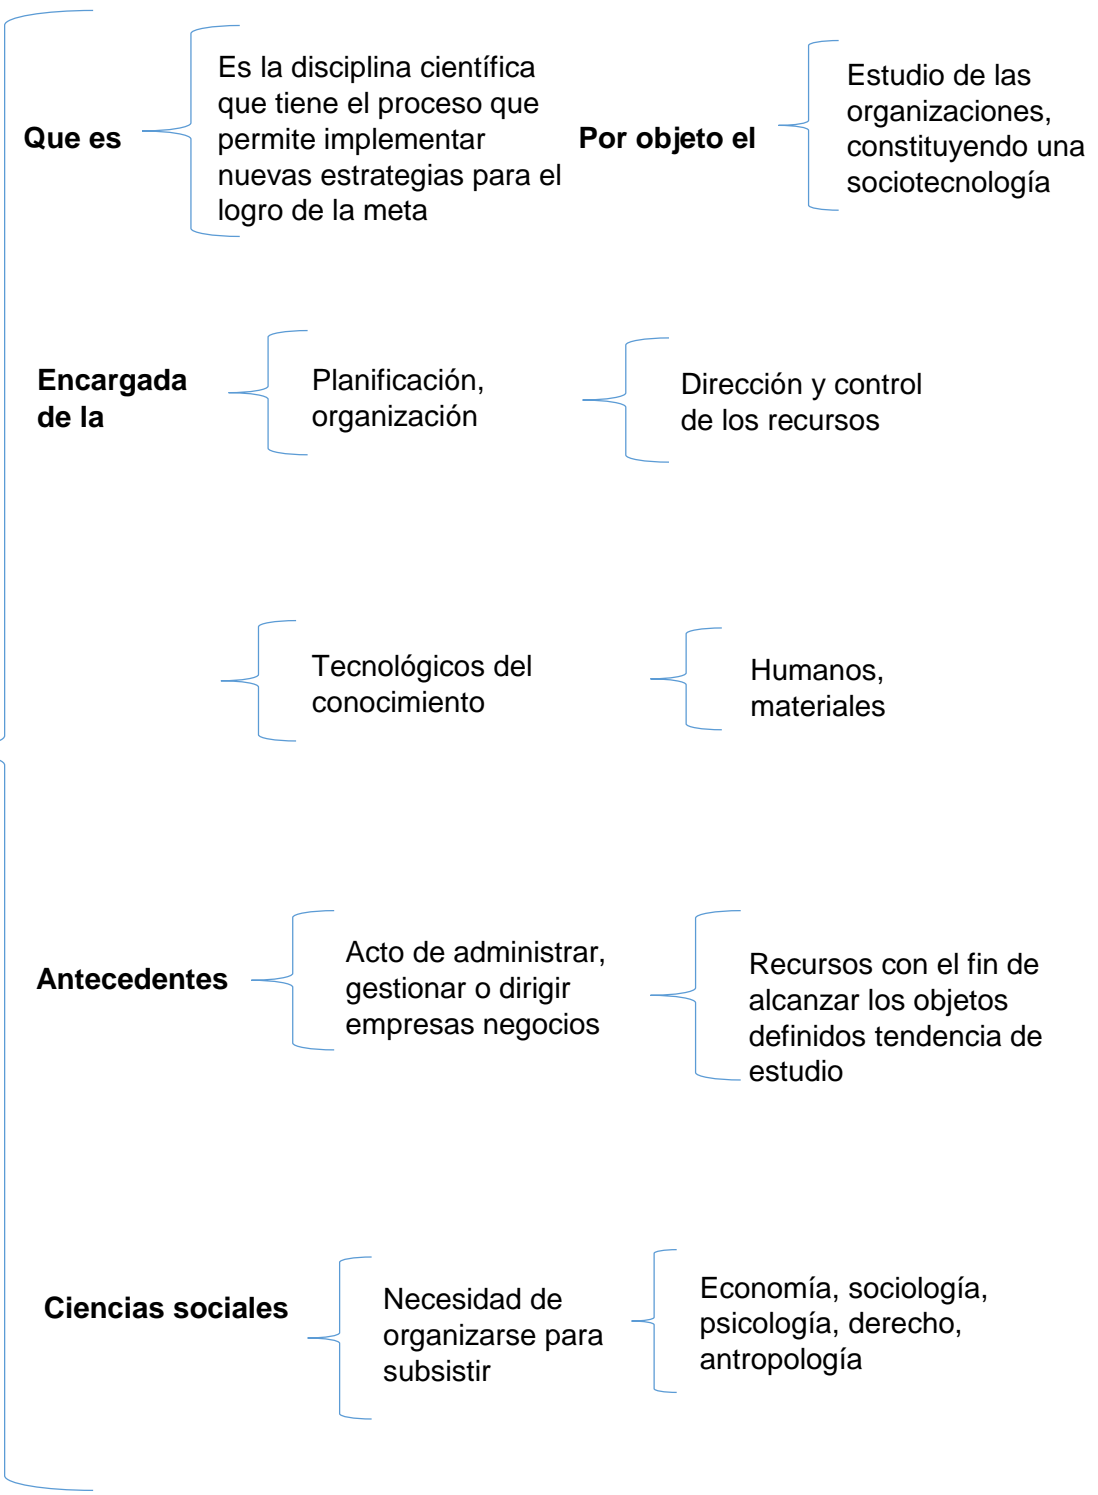 Que es
Es la disciplina científica
que tiene el proceso que
permite implementar
nuevas estrategias para el
logro de la meta
Por objeto el
Estudio de las
organizaciones,
constituyendo una
sociotecnología
Encargada
de la
Planificación,
organización
Dirección y control
de los recursos
Tecnológicos del
conocimiento
Humanos,
materiales
Antecedentes
Acto de administrar,
gestionar o dirigir
empresas negocios
Recursos con el fin de
alcanzar los objetos
definidos tendencia de
estudio
Ciencias sociales
Necesidad de
organizarse para
subsistir
Economía, sociología,
psicología, derecho,
antropología